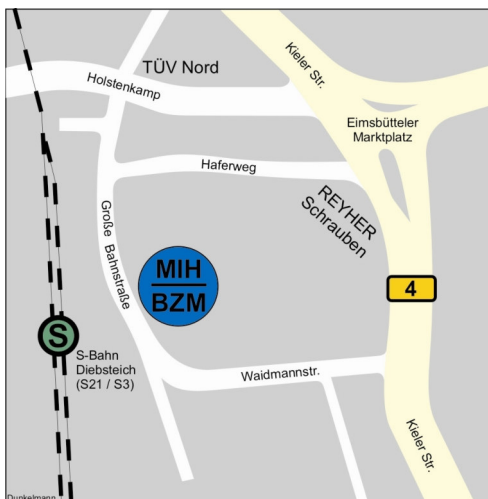 TÜV Nord
Kieler Str.
Holstenkamp
Eimsbütteler
Marktplatz
Haferweg
REYHER
Schrauben
Große Bahnstraße
MIH
BZM
4
S
S-Bahn
Diebsteich
(S21 / S3)
Waidmannstr.
Kieler Str.
Dunkelmann